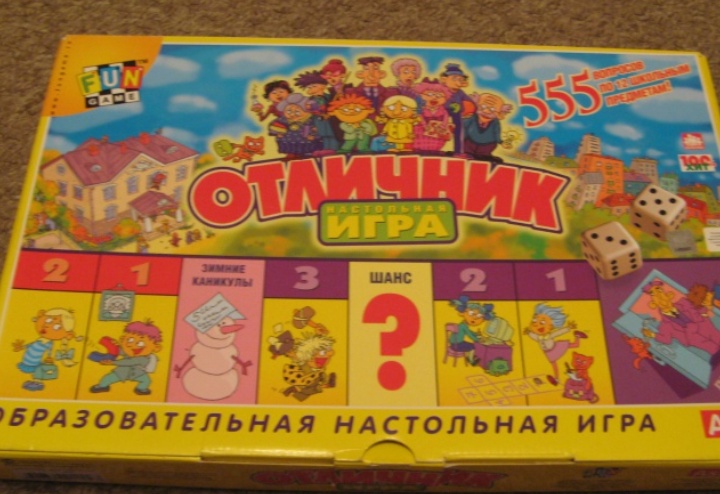 FUN
GAME
555
ВОПРОСОВ
ПО 12 ШКОЛЬНЫМ
ПРЕДМЕТАМ!
ОТЛИЧНИК
НАСТОЛЬНАЯ
ИГРА
2
1
ЗИМНИЕ
КАНИКУЛЫ
3
ШАНС
?
2
1
ОБРАЗОВАТЕЛЬНАЯ НАСТОЛЬНАЯ ИГРА
ОТЛИЧНИК